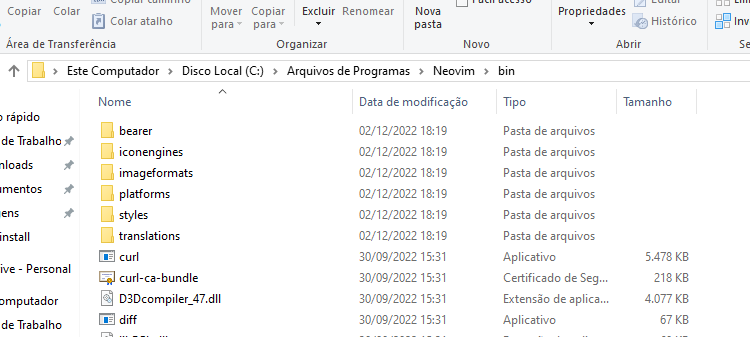 Copiar Colar Copiar caminho Mover para Copiar para Excluir Renomear Nova pasta Fácil acesso Propriedades Editar
Colar atalho Histórico
Área de Transferência Organizar Novo Abrir
Este Computador Disco Local (C:) Arquivos de Programas Neovim bin
Nome Data de modificação Tipo Tamanho
rápido
de Trabalho
nloads
umentos
gens
install
ive - Personal
omputador
de Trabalho
bearer 02/12/2022 18:19 Pasta de arquivos
iconengines 02/12/2022 18:19 Pasta de arquivos
imageformats 02/12/2022 18:19 Pasta de arquivos
platforms 02/12/2022 18:19 Pasta de arquivos
styles 02/12/2022 18:19 Pasta de arquivos
translations 02/12/2022 18:19 Pasta de arquivos
curl 30/09/2022 15:31 Aplicativo 5.478 KB
curl-ca-bundle 30/09/2022 15:31 Certificado de Seg... 218 KB
D3Dcompiler_47.dll 30/09/2022 15:31 Extensão de aplica... 4.077 KB
diff 30/09/2022 15:31 Aplicativo 67 KB